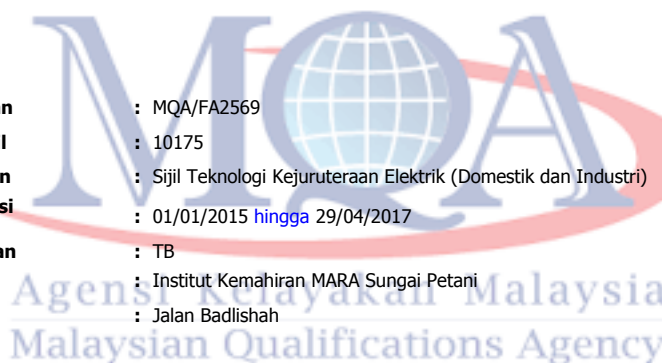 MQA
an : MQA/FA2569
l : 10175
n : Sijil Teknologi Kejuruteraan Elektrik (Domestik dan Industri)
si : 01/01/2015 hingga 29/04/2017
an : TB
: Institut Kemahiran MARA Sungai Petani
: Jalan Badlishah
Agensi Kelayakan Malaysia
Malaysian Qualifications Agency